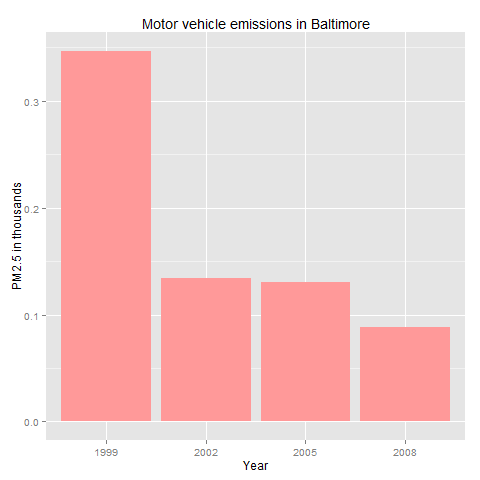 Motor vehicle emissions in Baltimore
PM2.5 in thousands
0.3
0.2
0.1
0.0
1999 2002 2005 2008
Year